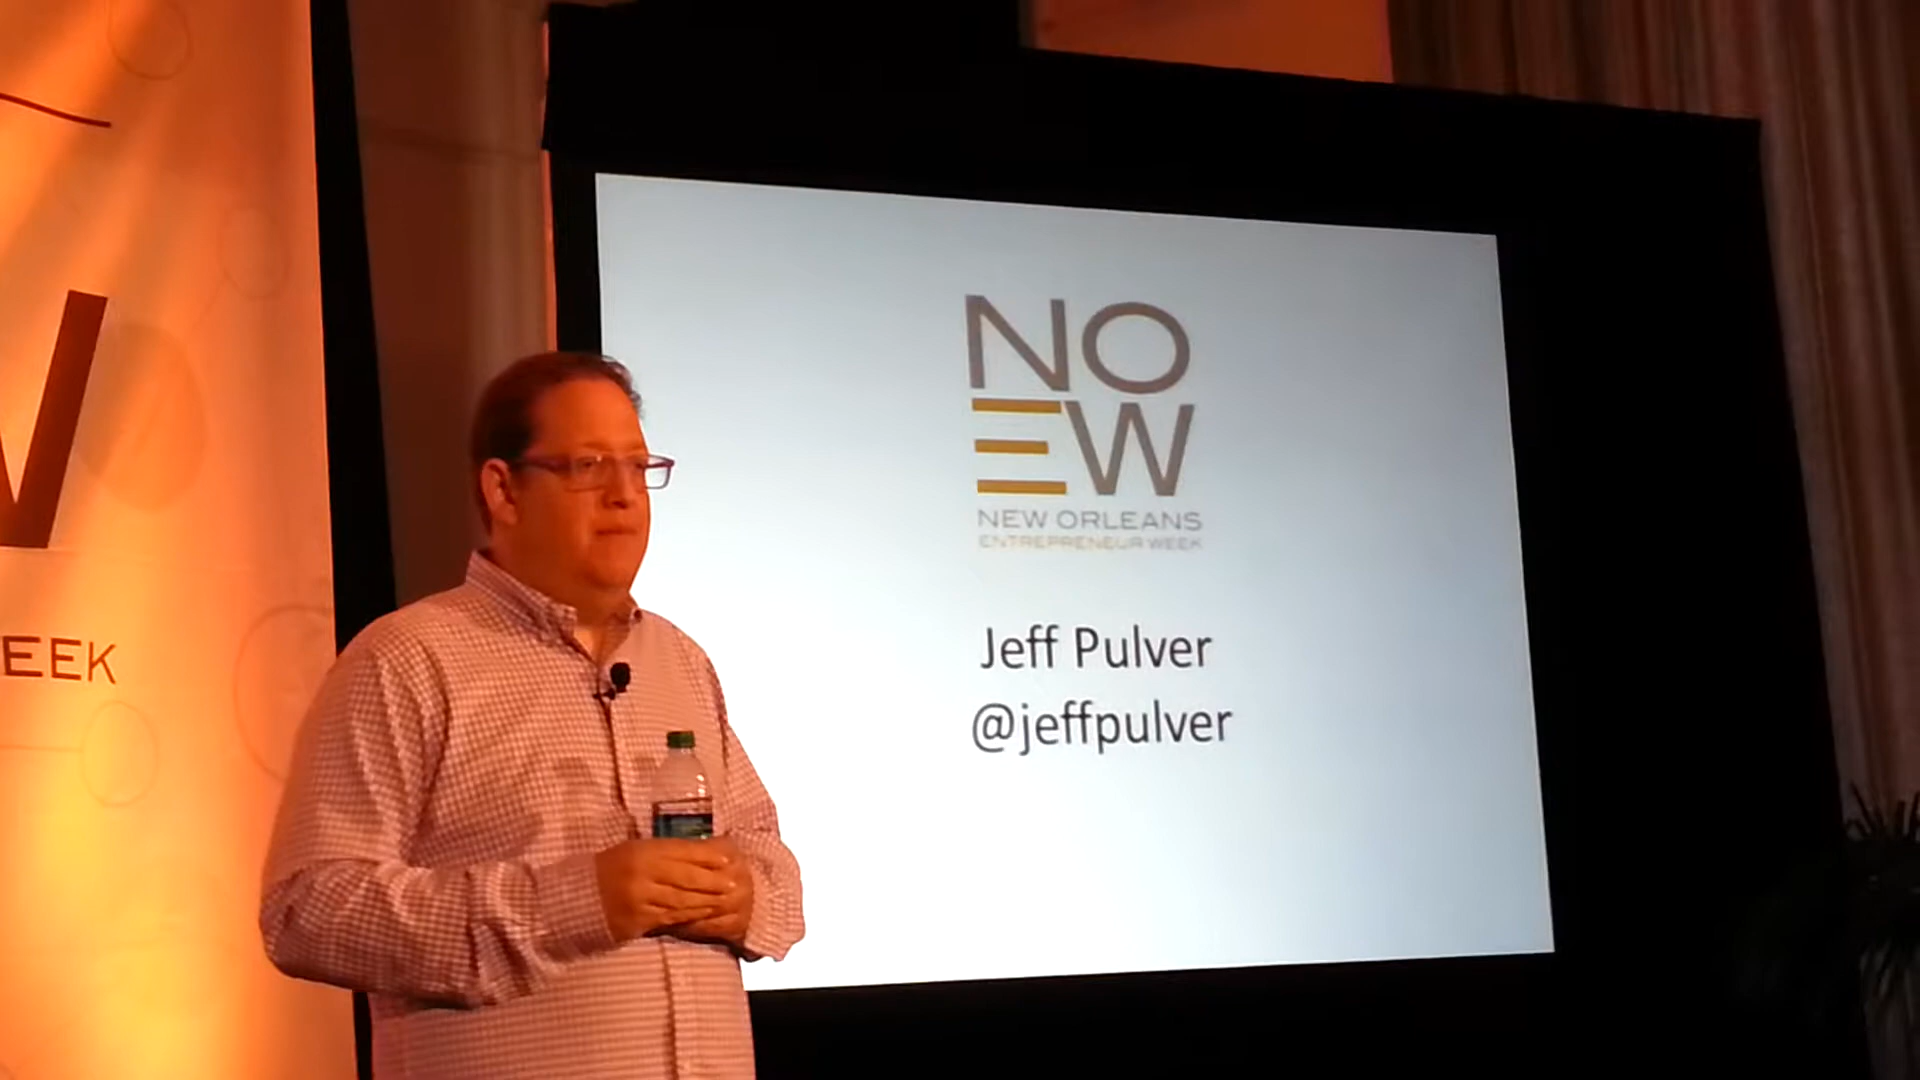 W
EEK
NO
EW
NEW ORLEANS
ENTREPRENEUR WEEK
Jeff Pulver
@jeffpulver